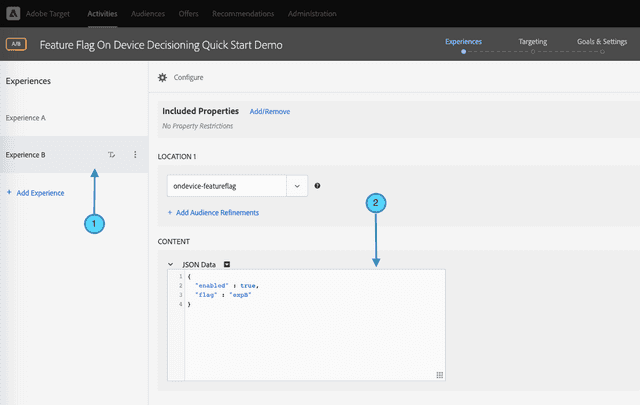 Adobe Target Activities Audiences Offers Recommendations Administration
A/B Feature Flag On Device Decisioning Quick Start Demo Experiences Targeting Goals & Settings
Experiences
Configure
Included Properties Add/Remove
No Property Restrictions
Experience A
Experience B
LOCATION 1
ondevice-featureflag
+ Add Experience
+ Add Audience Refinements
1
2
CONTENT
JSON Data
1 {
2 "enabled" : true,
3 "flag" : "expB"
4 }